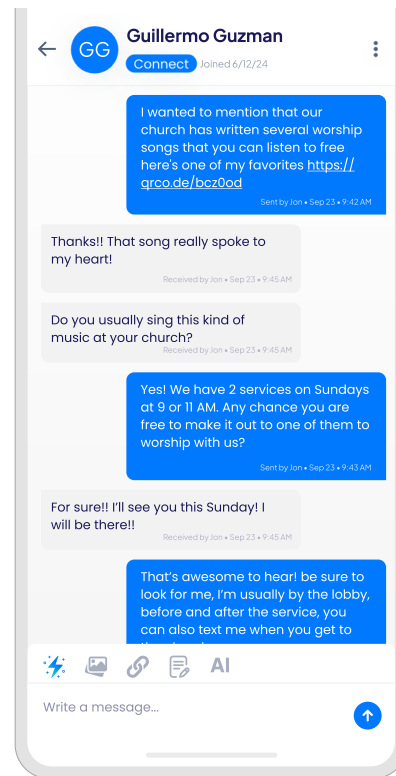 GG
Guillermo Guzman
Connect Joined 6/12/24
I wanted to mention that our
church has written several worship
songs that you can listen to free
here's one of my favorites https://
qrco.de/bcz0od
Sent by Jon • Sep 23 • 9:42 AM
Thanks!! That song really spoke to
my heart!
Received by Jon • Sep 23 • 9:45 AM
Do you usually sing this kind of
music at your church?
Received by Jon • Sep 23 • 9:45 AM
Yes! We have 2 services on Sundays
at 9 or 11 AM. Any chance you are
free to make it out to one of them to
worship with us?
Sent by Jon • Sep 23 • 9:43 AM
For sure!! I'll see you this Sunday! I
will be there!!
Received by Jon • Sep 23 • 9:45 AM
That's awesome to hear! be sure to
look for me, I'm usually by the lobby,
before and after the service, you
can also text me when you get to
AI
Write a message...